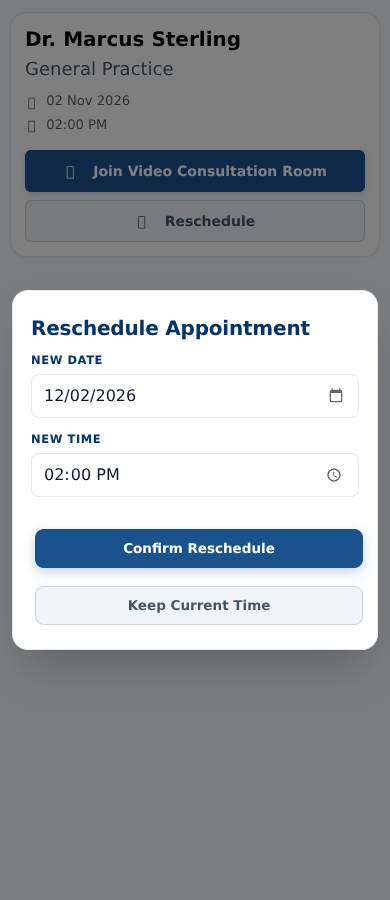 Dr. Marcus Sterling
General Practice
02 Nov 2026
02:00 PM
Join Video Consultation Room
Reschedule
Reschedule Appointment
NEW DATE
12/02/2026
NEW TIME
02:00 PM
Confirm Reschedule
Keep Current Time